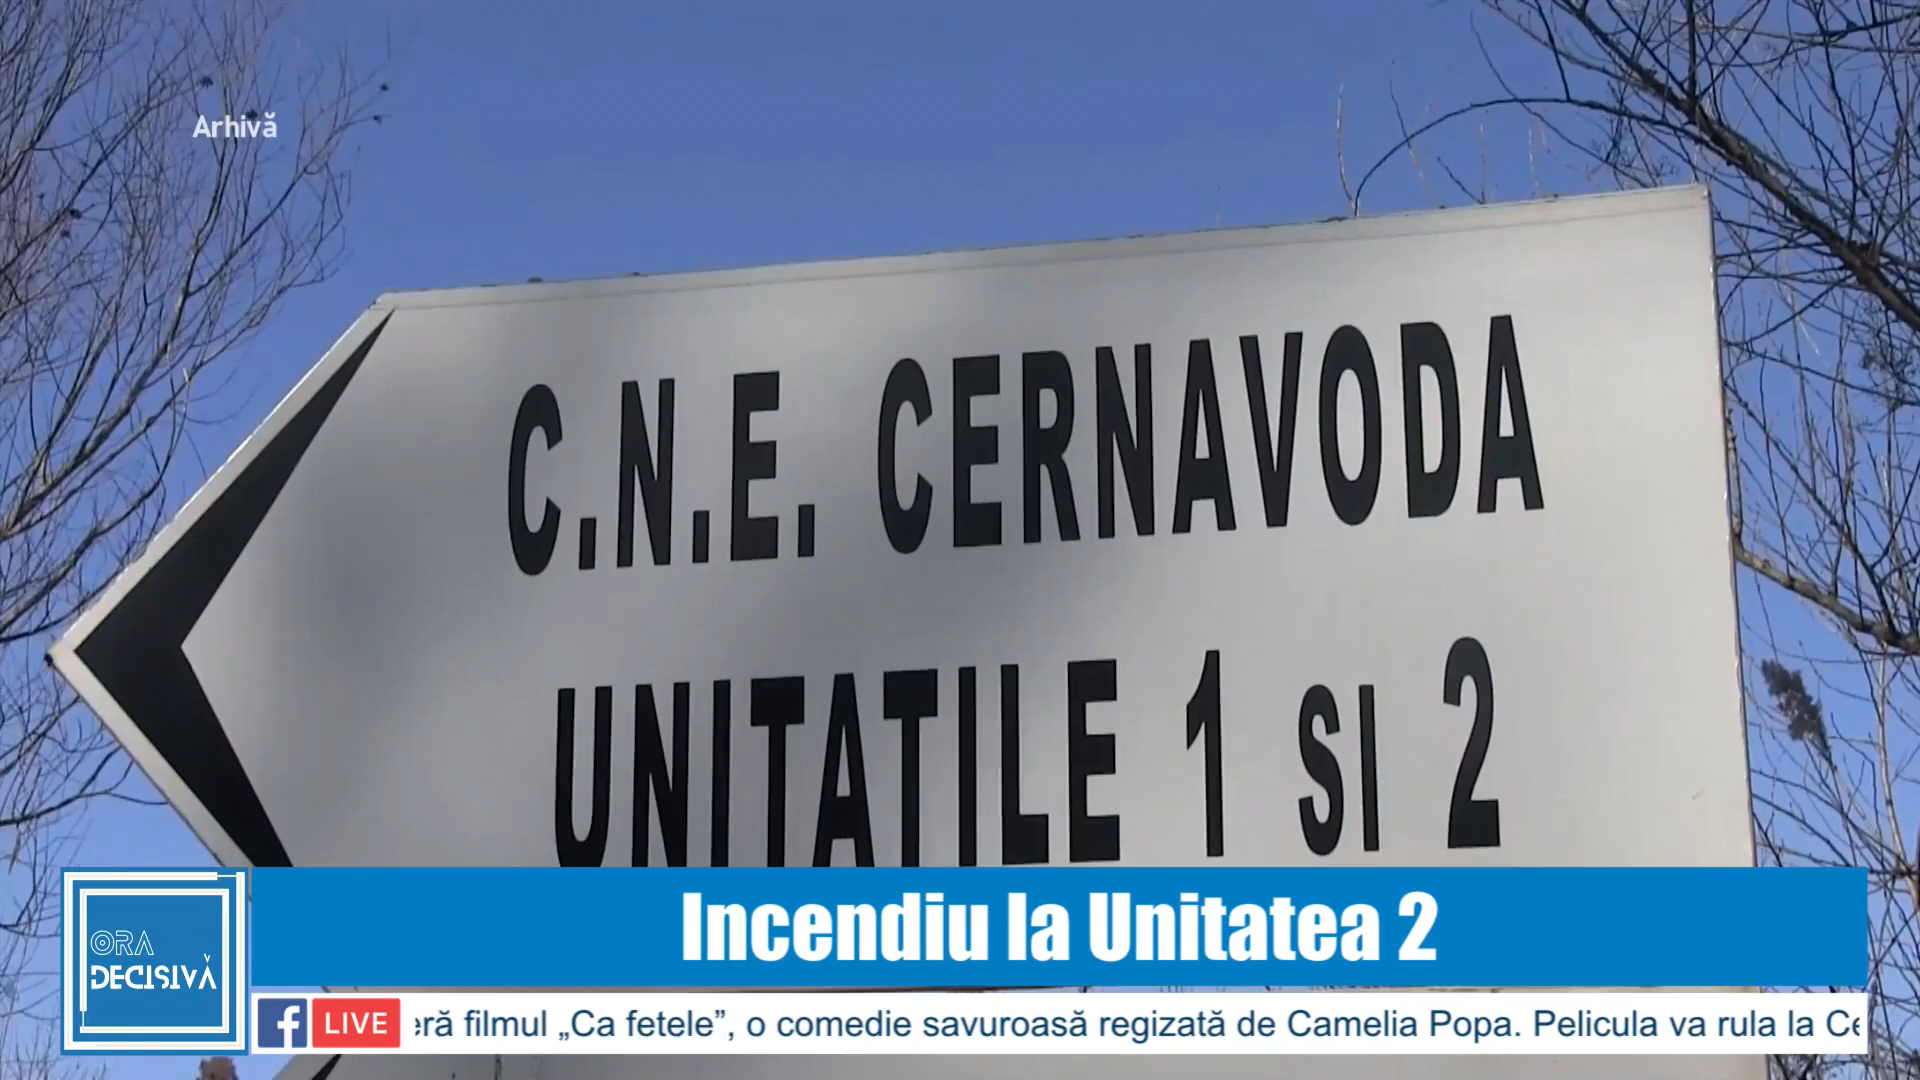 Arhivă
C.N.E. CERNAVODA
UNITATILE 1 SI 2
Incendiu la Unitatea 2
ORA
DECISIVĂ
LIVE
filmul „Ca fetele”, o comedie savuroasă regizată de Camelia Popa. Pelicula va rula la